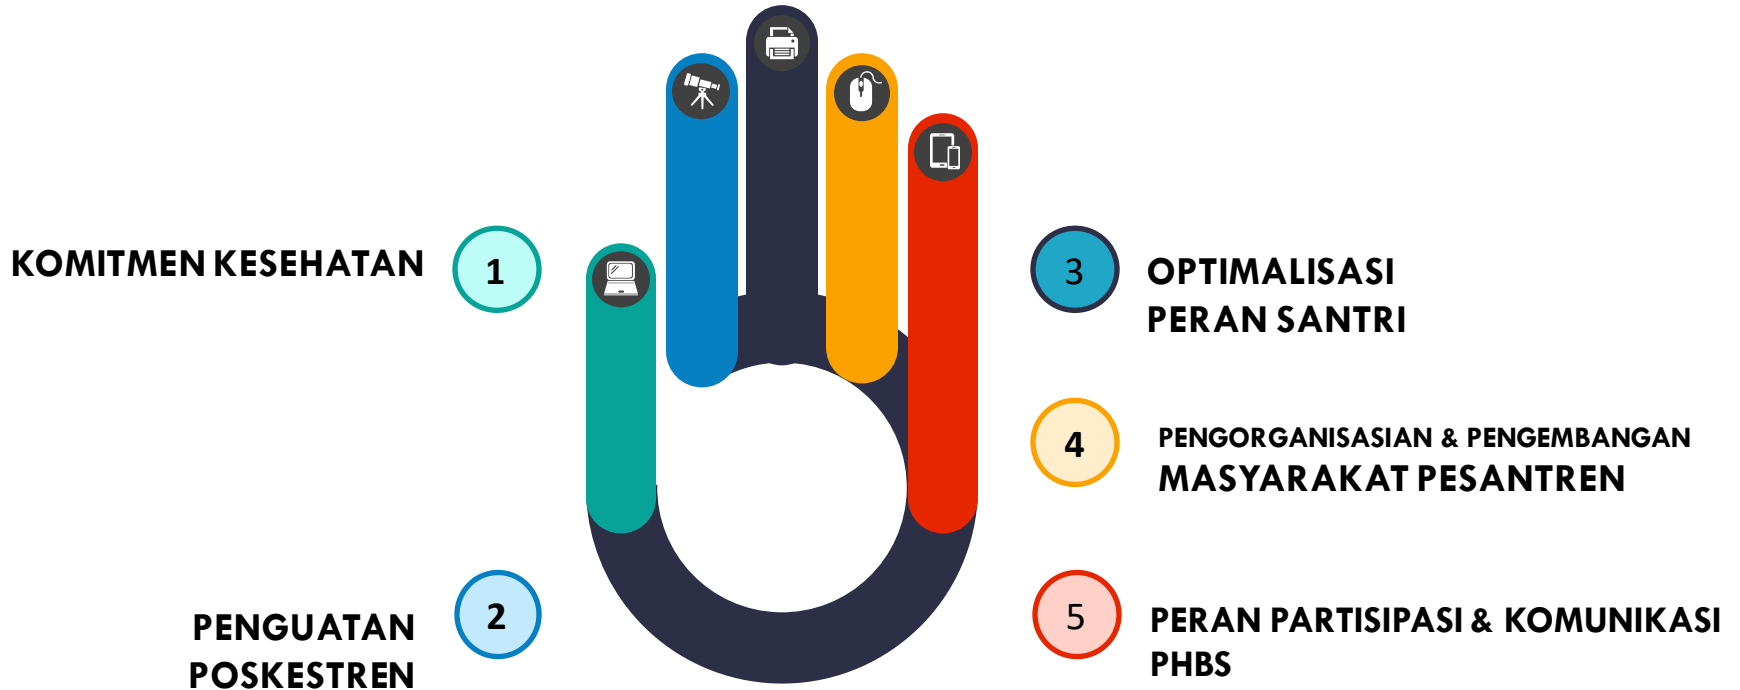 KOMITMEN KESEHATAN
1
2
PENGUATAN
POSKESTREN
3
OPTIMALISASI
PERAN SANTRI
4
PENGORGANISASIAN & PENGEMBANGAN
MASYARAKAT PESANTREN
5
PERAN PARTISIPASI & KOMUNIKASI
PHBS